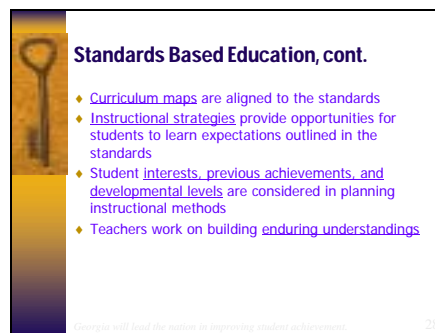 Standards Based Education, cont.
♦ Curriculum maps are aligned to the standards
♦ Instructional strategies provide opportunities for
students to learn expectations outlined in the
standards
♦ Student interests, previous achievements, and
developmental levels are considered in planning
instructional methods
♦ Teachers work on building enduring understandings
Georgia will lead the nation in improving student achievement.